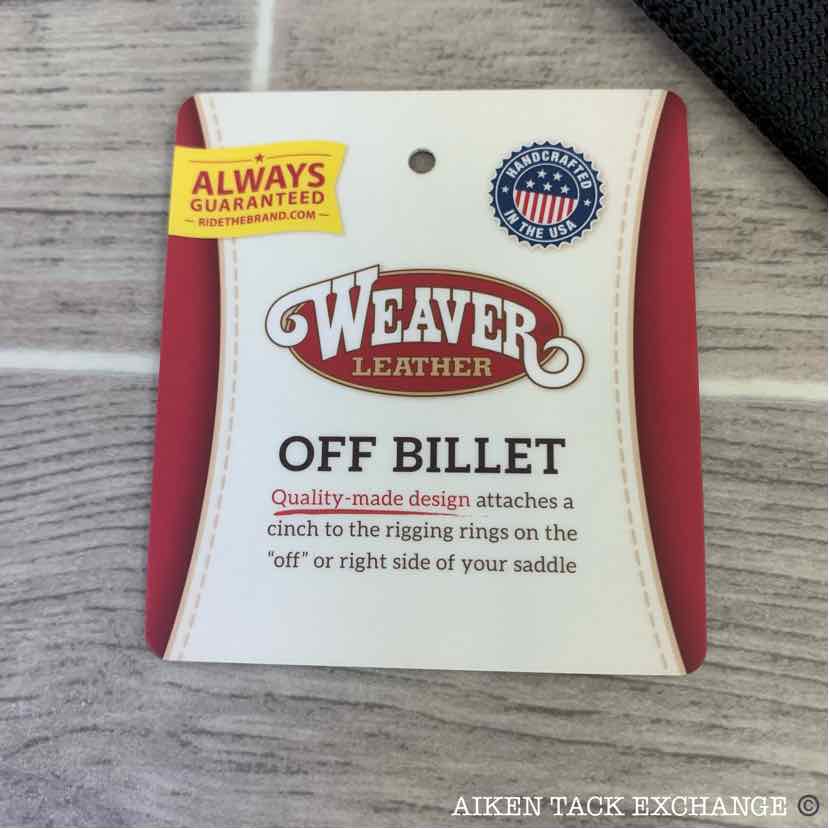 ALWAYS
GUARANTEED
RIDETHEBRAND.COM
HANDCRAFTED
IN THE USA
WEAVER
LEATHER
OFF BILLET
Quality-made design attaches a
cinch to the rigging rings on the
“off” or right side of your saddle
AIKEN TACK EXCHANGE ©